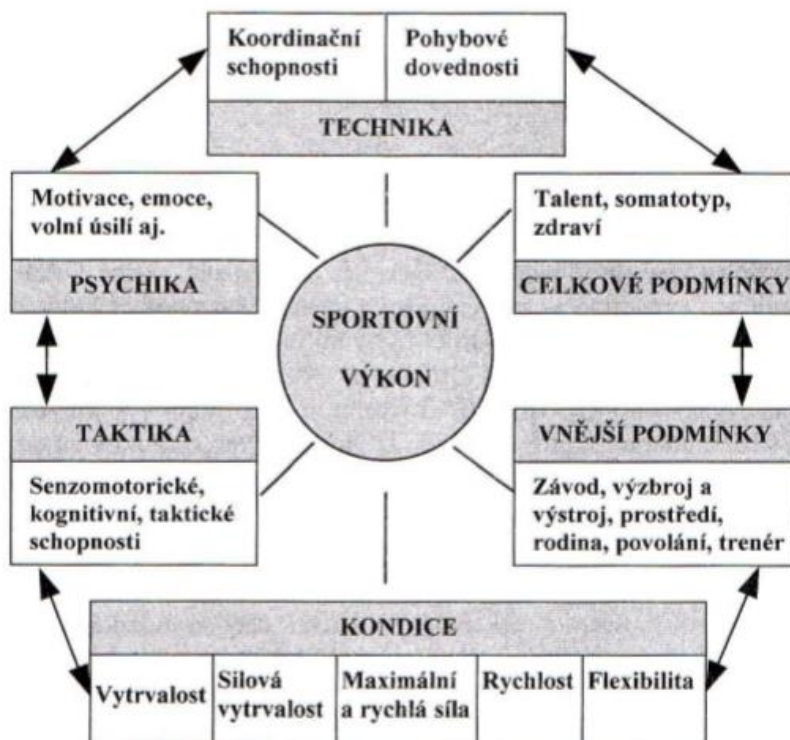 Koordinační
schopnosti
Pohybové
dovednosti
TECHNIKA
Motivace, emoce,
volní úsilí aj.
PSYCHIKA
Talent, somatotyp,
zdraví
CELKOVÉ PODMÍNKY
SPORTOVNÍ
VÝKON
TAKTIKA
Senzomotorické,
kognitivní, taktické
schopnosti
VNĚJŠÍ PODMÍNKY
Závod, výzbroj a
výstroj, prostředí,
rodina, povolání, trenér
KONDICE
Vytrvalost
Silová
vytrvalost
Maximální
a rychlá síla
Rychlost
Flexibilita